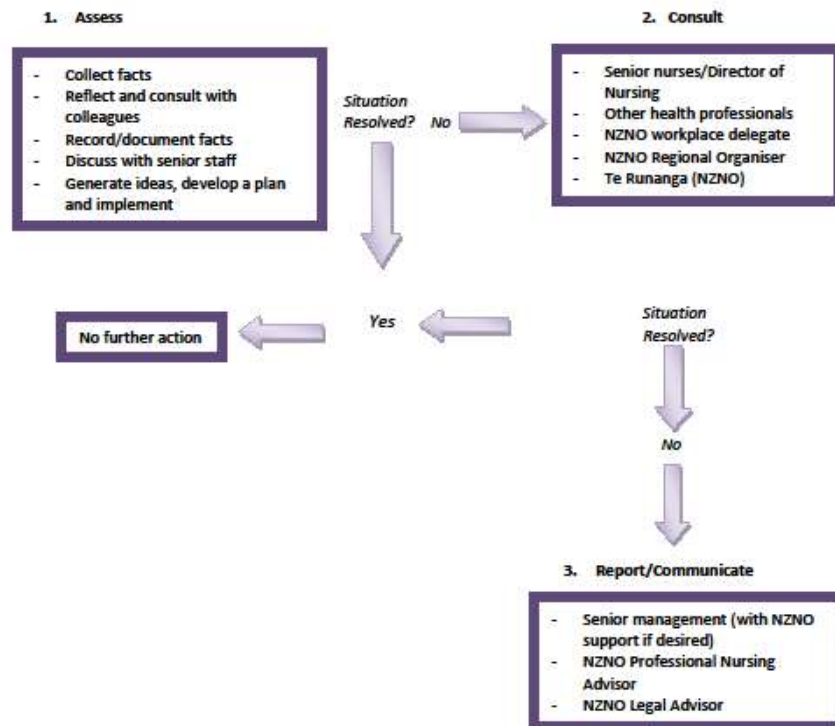 1. Assess
- Collect facts
- Reflect and consult with
colleagues
- Record/document facts
- Discuss with senior staff
- Generate ideas, develop a plan
and implement
Situation
Resolved? No
2. Consult
- Senior nurses/Director of
Nursing
- Other health professionals
- NZNO workplace delegate
- NZNO Regional Organiser
- Te Runanga (NZNO)
No further action
Yes
Situation
Resolved?
No
3. Report/Communicate
- Senior management (with NZNO
support if desired)
- NZNO Professional Nursing
Advisor
- NZNO Legal Advisor